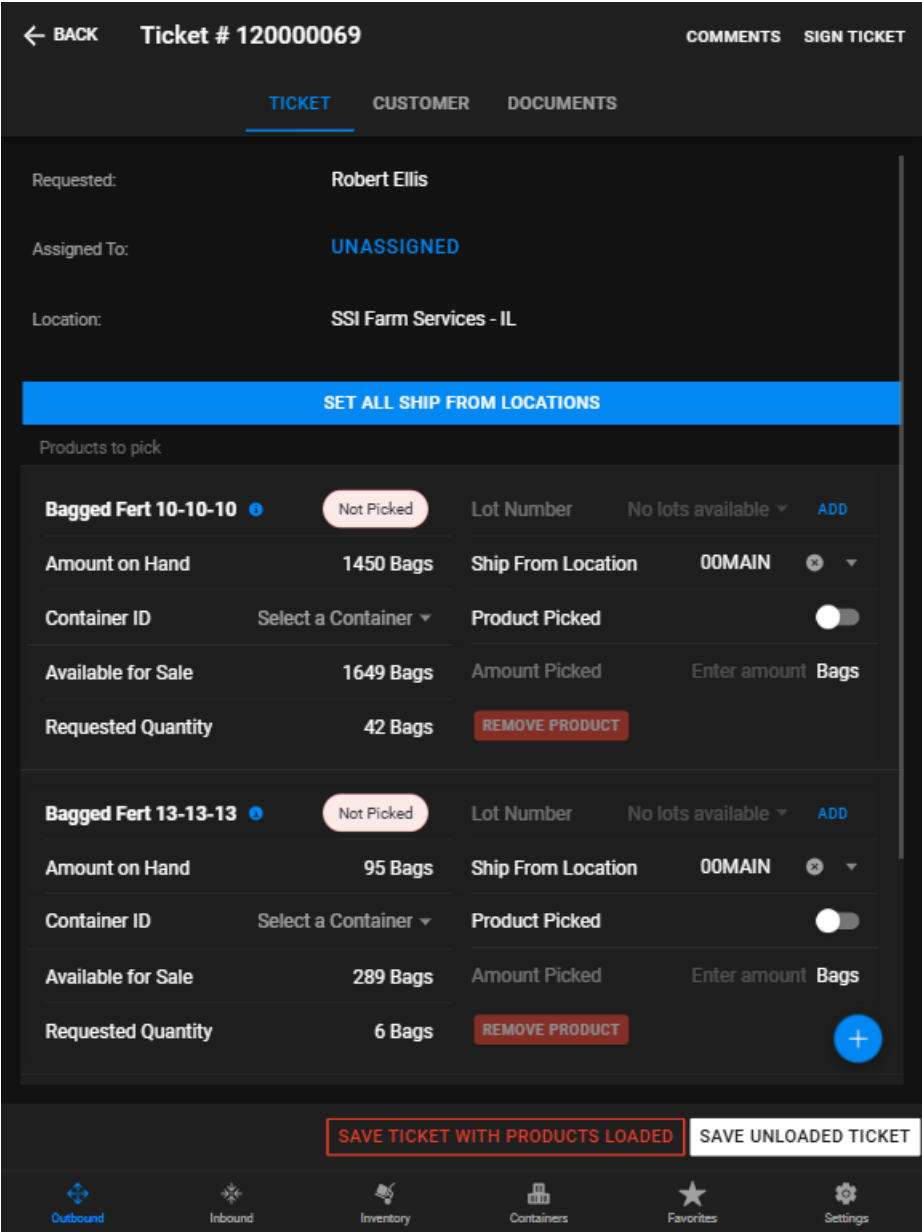 BACK Ticket # 120000069 COMMENTS SIGN TICKET
TICKET CUSTOMER DOCUMENTS
Requested: Robert Ellis
Assigned To: UNASSIGNED
Location: SSI Farm Services - IL
SET ALL SHIP FROM LOCATIONS
Products to pick
Bagged Fert 10-10-10 Not Picked Lot Number No lots available ADD
Amount on Hand 1450 Bags Ship From Location 00MAIN
Container ID Select a Container Product Picked
Available for Sale 1649 Bags Amount Picked Enter amount Bags
Requested Quantity 42 Bags REMOVE PRODUCT
Bagged Fert 13-13-13 Not Picked Lot Number No lots available ADD
Amount on Hand 95 Bags Ship From Location 00MAIN
Container ID Select a Container Product Picked
Available for Sale 289 Bags Amount Picked Enter amount Bags
Requested Quantity 6 Bags REMOVE PRODUCT
SAVE TICKET WITH PRODUCTS LOADED SAVE UNLOADED TICKET
Outbound Inbound Inventory Containers Favorites Settings